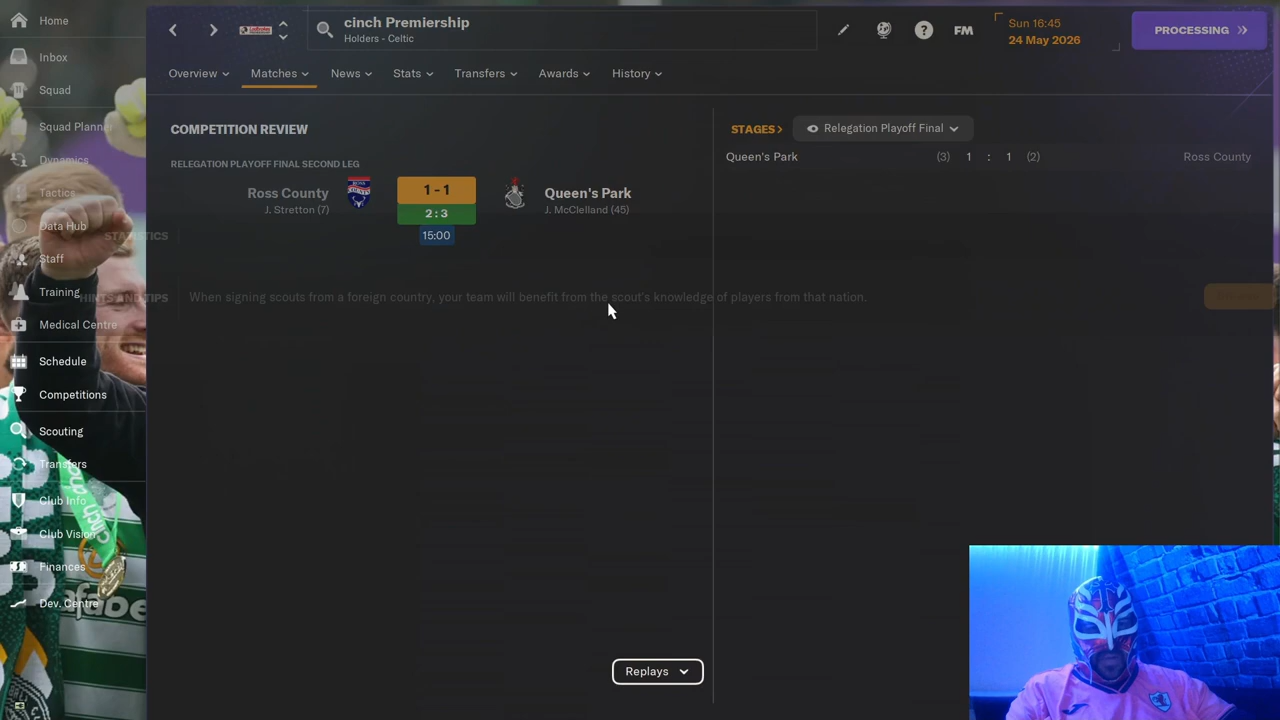 Home
Inbox
Squad
Squad Planne
Dynamics
Tactics
Data Hub
Staff
Training
Medical Centre
Schedule
Competitions
Scouting
Transfers
Club Info
Club Vision
Finances
Dev. Centre
cinch Premiership
Holders - Celtic
FM
Sun 16:45
24 May 2026
PROCESSING
Overview
Matches
News
Stats
Transfers
Awards
History
COMPETITION REVIEW
RELEGATION PLAYOFF FINAL SECOND LEG
Ross County 1 - 1 Queen's Park
J. Stretton (7) 2 : 3 J. McClelland (45)
15:00
STATISTICS
HINTS AND TIPS
When signing scouts from a foreign country, your team will benefit from the scout's knowledge of players from that nation.
Replays
STAGES
Relegation Playoff Final
Queen's Park (3) 1 : 1 (2) Ross County